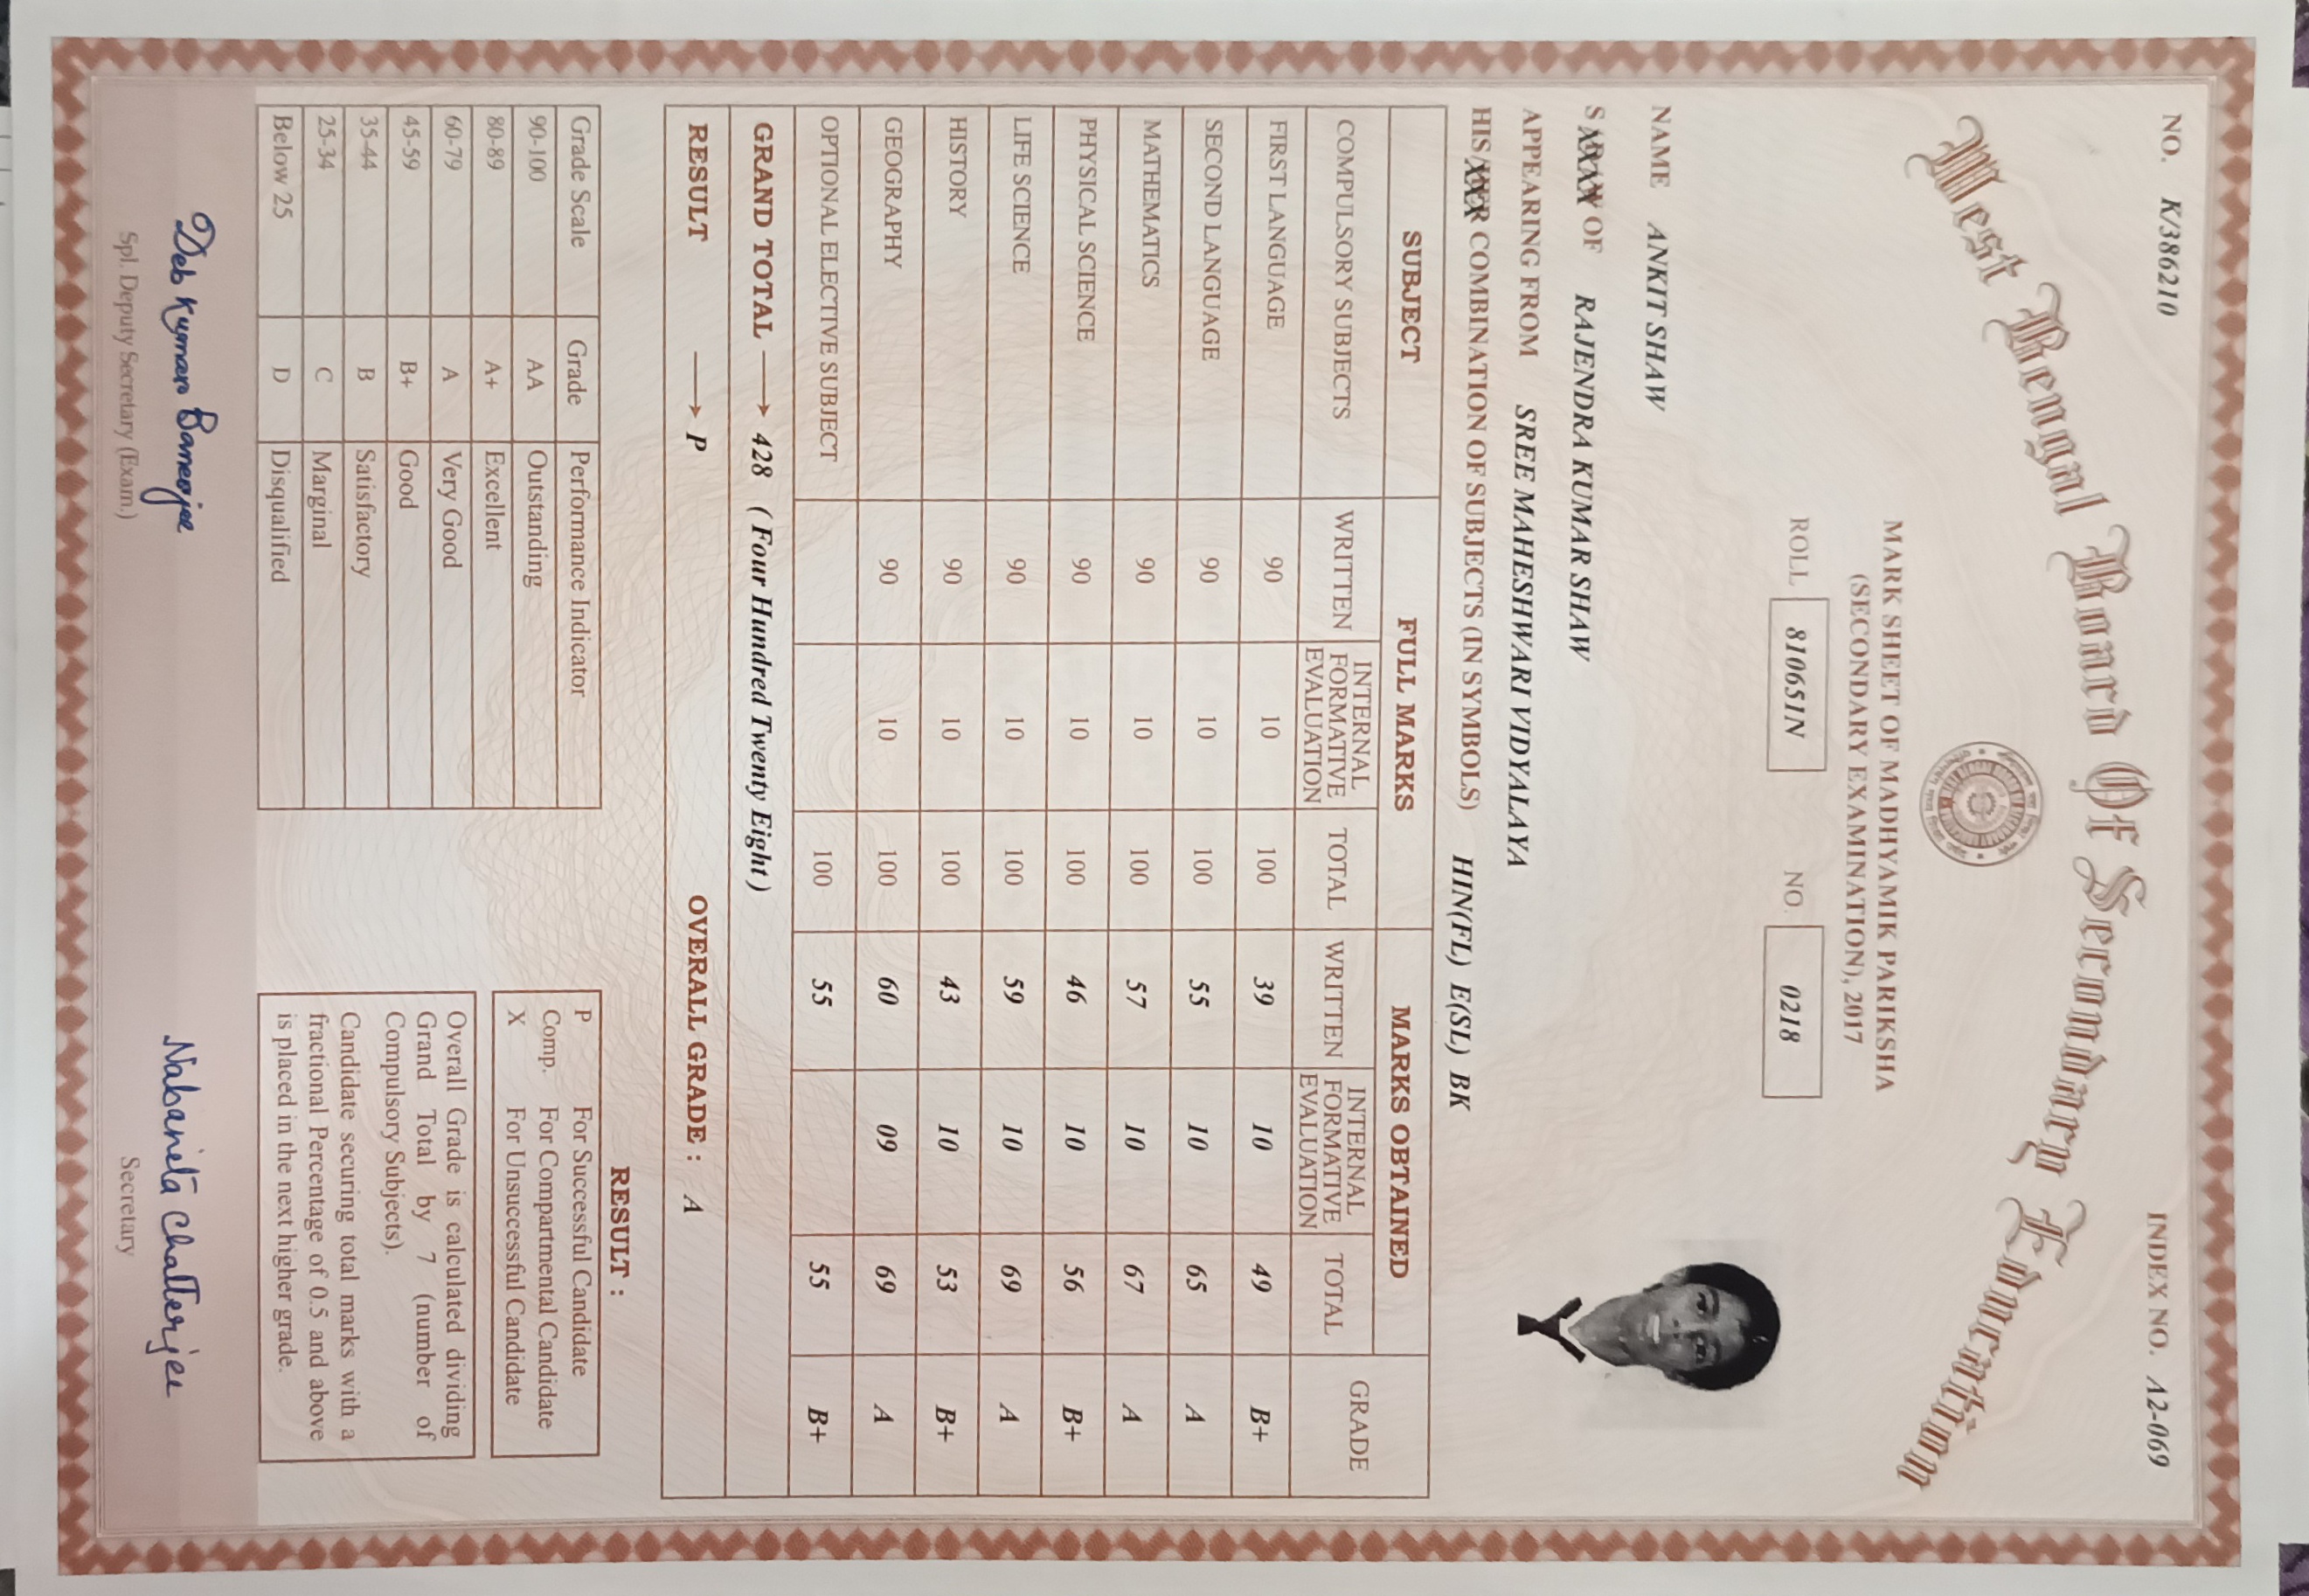 NO. K/386210 INDEX NO. A2-069
West Bengal Board Of Secondary Education
MARK SHEET OF MADHYAMIK PARIKSHA
(SECONDARY EXAMINATION), 2017
ROLL 810651N NO. 0218
NAME ANKIT SHAW
S OF RAJENDRA KUMAR SHAW
APPEARING FROM SREE MAHESHWARI VIDYALAYA
HIS/ COMBINATION OF SUBJECTS (IN SYMBOLS) HIN(FL) E(SL) BK
SUBJECT FULL MARKS MARKS OBTAINED GRADE
COMPULSORY SUBJECTS WRITTEN INTERNAL FORMATIVE EVALUATION TOTAL WRITTEN INTERNAL FORMATIVE EVALUATION TOTAL
FIRST LANGUAGE 90 10 100 39 10 49 B+
SECOND LANGUAGE 90 10 100 55 10 65 A
MATHEMATICS 90 10 100 57 10 67 A
PHYSICAL SCIENCE 90 10 100 46 10 56 B+
LIFE SCIENCE 90 10 100 59 10 69 A
HISTORY 90 10 100 43 10 53 B+
GEOGRAPHY 90 10 100 60 09 69 A
OPTIONAL ELECTIVE SUBJECT 100 55 55 B+
GRAND TOTAL → 428 (Four Hundred Twenty Eight)
RESULT → P OVERALL GRADE : A
Grade Scale Grade Performance Indicator
90-100 AA Outstanding
80-89 A+ Excellent
60-79 A Very Good
45-59 B+ Good
35-44 B Satisfactory
25-34 C Marginal
Below 25 D Disqualified
RESULT :
P For Successful Candidate
Comp. For Compartmental Candidate
X For Unsuccessful Candidate
Overall Grade is calculated dividing
Grand Total by 7 (number of
Compulsory Subjects).
Candidate securing total marks with a
fractional Percentage of 0.5 and above
is placed in the next higher grade.
Deb Kumar Banerjee
Spl. Deputy Secretary (Exam.)
Nabanita Chatterjee
Secretary